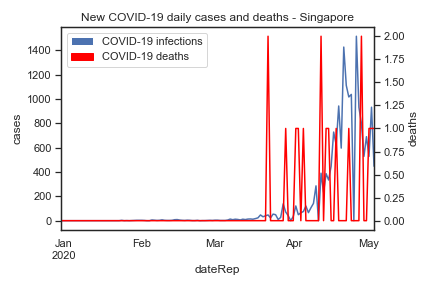 New COVID-19 daily cases and deaths - Singapore
COVID-19 infections
COVID-19 deaths
1400
1200
1000
800
600
400
200
0
cases
2.00
1.75
1.50
1.25
1.00
0.75
0.50
0.25
0.00
deaths
Jan Feb Mar Apr May
2020
dateRep